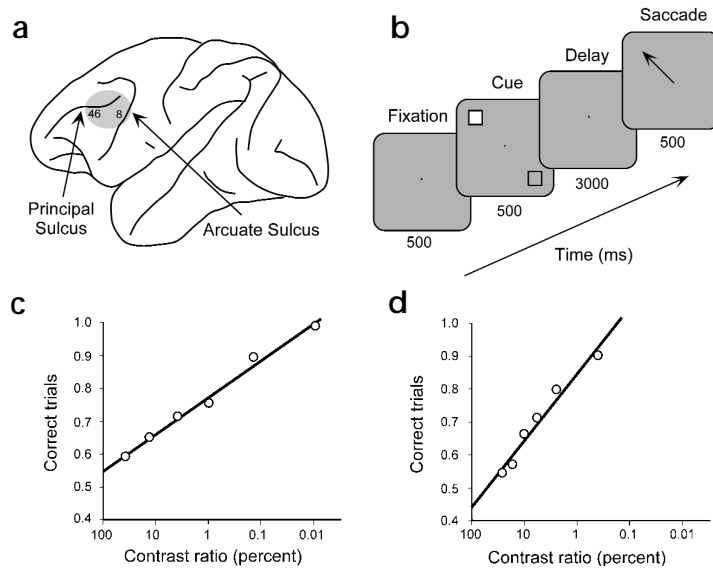 a
46 8
Principal
Sulcus
Arcuate Sulcus
b
Saccade
Delay
Cue
Fixation
500
500
3000
500
Time (ms)
c
Correct trials
1.0
0.9
0.8
0.7
0.6
0.5
0.4
100 10 1 0.1 0.01
Contrast ratio (percent)
d
Correct trials
1.0
0.9
0.8
0.7
0.6
0.5
0.4
100 10 1 0.1 0.01
Contrast ratio (percent)